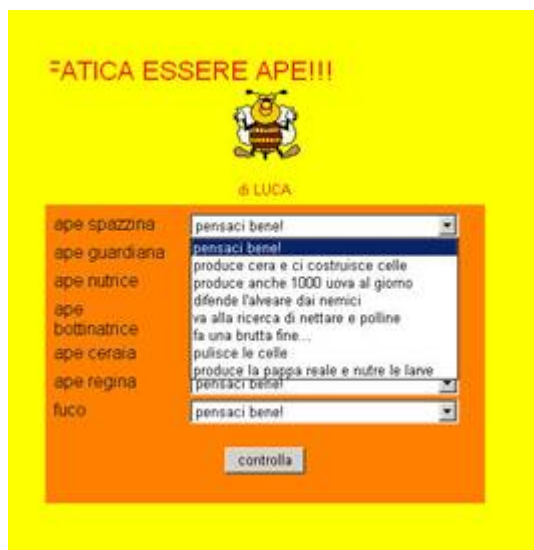 FATICA ESSERE APE!!!
di LUCA
ape spazzina pensaci bene!
ape guardiana
ape nutrice
ape
bottinatrice
ape ceraia
ape regina pensaci bene!
fuco pensaci bene!
pensaci bene!
produce cera e ci costruisce celle
produce anche 1000 uova al giorno
difende l'alveare dai nemici
va alla ricerca di nettare e polline
fa una brutta fine...
pulisce le celle
produce la pappa reale e nutre le larve
controlla